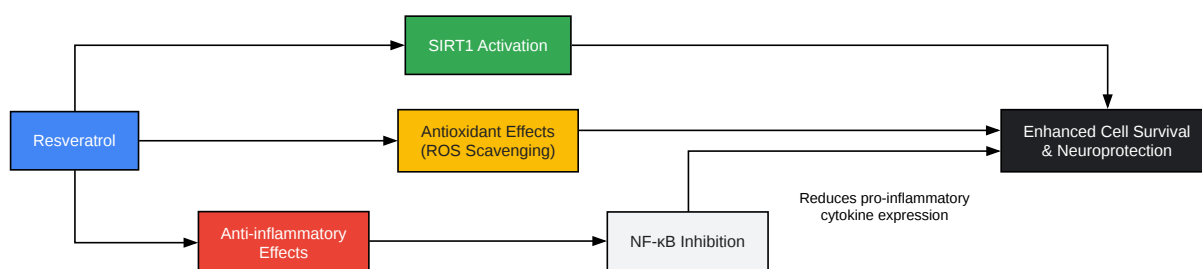 SIRT1 Activation
Resveratrol
Antioxidant Effects
(ROS Scavenging)
Enhanced Cell Survival
& Neuroprotection
Reduces pro-inflammatory
cytokine expression
Anti-inflammatory
Effects
NF-κB Inhibition